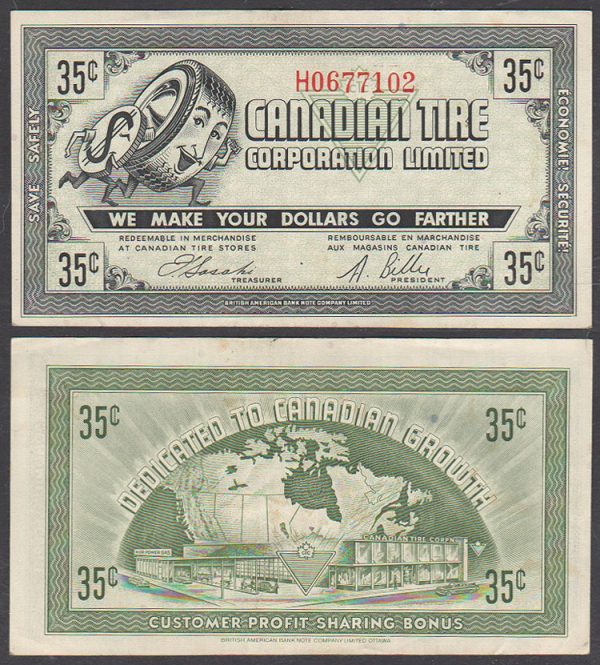 35¢
H0677102
35¢
SAVE SAFELY
$
CANADIAN TIRE
CORPORATION LIMITED
ECONOMIE; SECURITE;
WE MAKE YOUR DOLLARS GO FARTHER
REDEEMABLE IN MERCHANDISE
AT CANADIAN TIRE STORES
REMBOURSABLE EN MARCHANDISE
AUX MAGASINS CANADIAN TIRE
35¢
TREASURER
A. Billes
PRESIDENT
35¢
BRITISH AMERICAN BANK NOTE COMPANY LIMITED
35¢
35¢
DEDICATED TO CANADIAN GROWTH
CANADIAN TIRE CORPN.
35¢
35¢
CUSTOMER PROFIT SHARING BONUS
BRITISH AMERICAN BANK NOTE COMPANY LIMITED OTTAWA